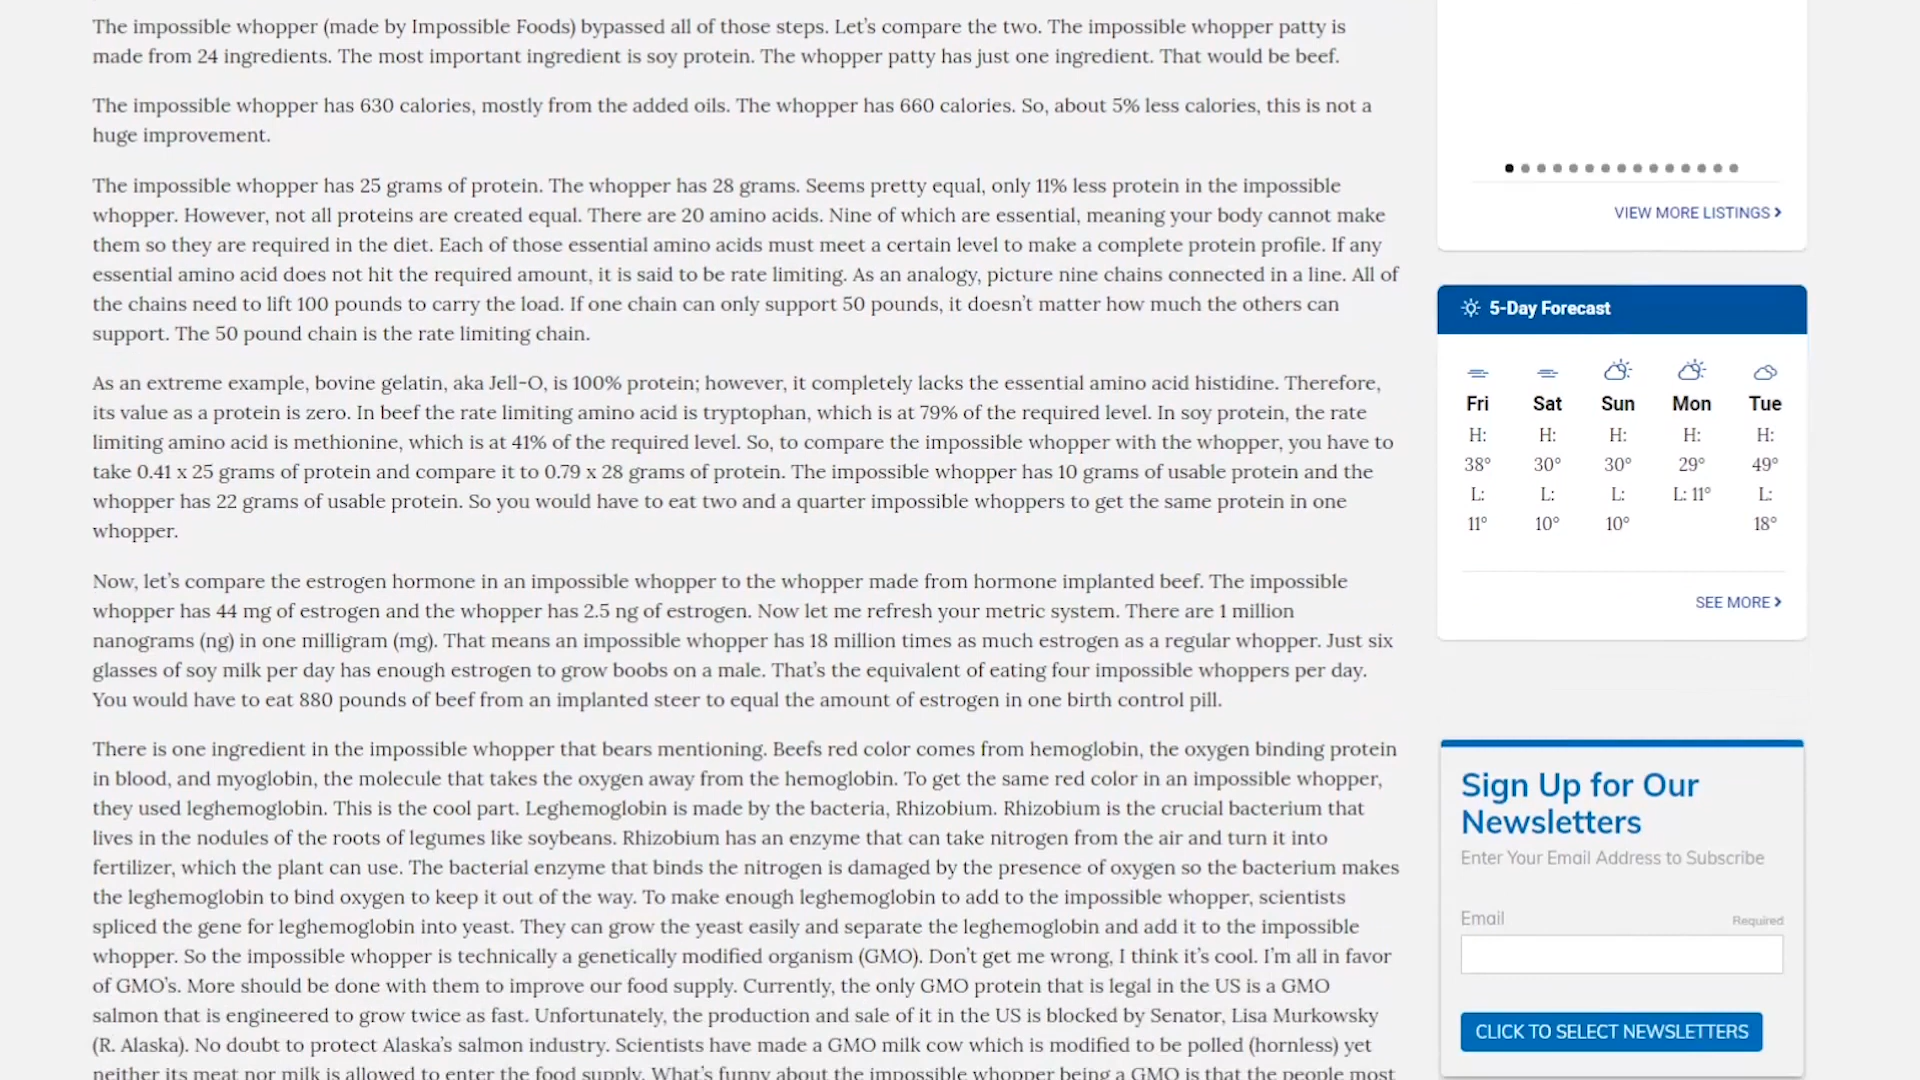 The impossible whopper (made by Impossible Foods) bypassed all of those steps. Let's compare the two. The impossible whopper patty is
made from 24 ingredients. The most important ingredient is soy protein. The whopper patty has just one ingredient. That would be beef.
The impossible whopper has 630 calories, mostly from the added oils. The whopper has 660 calories. So, about 5% less calories, this is not a
huge improvement.
The impossible whopper has 25 grams of protein. The whopper has 28 grams. Seems pretty equal, only 11% less protein in the impossible
whopper. However, not all proteins are created equal. There are 20 amino acids. Nine of which are essential, meaning your body cannot make
them so they are required in the diet. Each of those essential amino acids must meet a certain level to make a complete protein profile. If any
essential amino acid does not hit the required amount, it is said to be rate limiting. As an analogy, picture nine chains connected in a line. All of
the chains need to lift 100 pounds to carry the load. If one chain can only support 50 pounds, it doesn't matter how much the others can
support. The 50 pound chain is the rate limiting chain.
As an extreme example, bovine gelatin, aka Jell-O, is 100% protein; however, it completely lacks the essential amino acid histidine. Therefore,
its value as a protein is zero. In beef the rate limiting amino acid is tryptophan, which is at 79% of the required level. In soy protein, the rate
limiting amino acid is methionine, which is at 41% of the required level. So, to compare the impossible whopper with the whopper, you have to
take 0.41 x 25 grams of protein and compare it to 0.79 x 28 grams of protein. The impossible whopper has 10 grams of usable protein and the
whopper has 22 grams of usable protein. So you would have to eat two and a quarter impossible whoppers to get the same protein in one
whopper.
Now, let's compare the estrogen hormone in an impossible whopper to the whopper made from hormone implanted beef. The impossible
whopper has 44 mg of estrogen and the whopper has 2.5 ng of estrogen. Now let me refresh your metric system. There are 1 million
nanograms (ng) in one milligram (mg). That means an impossible whopper has 18 million times as much estrogen as a regular whopper. Just six
glasses of soy milk per day has enough estrogen to grow boobs on a male. That's the equivalent of eating four impossible whoppers per day.
You would have to eat 880 pounds of beef from an implanted steer to equal the amount of estrogen in one birth control pill.
There is one ingredient in the impossible whopper that bears mentioning. Beefs red color comes from hemoglobin, the oxygen binding protein
in blood, and myoglobin, the molecule that takes the oxygen away from the hemoglobin. To get the same red color in an impossible whopper,
they used leghemoglobin. This is the cool part. Leghemoglobin is made by the bacteria, Rhizobium. Rhizobium is the crucial bacterium that
lives in the nodules of the roots of legumes like soybeans. Rhizobium has an enzyme that can take nitrogen from the air and turn it into
fertilizer, which the plant can use. The bacterial enzyme that binds the nitrogen is damaged by the presence of oxygen so the bacterium makes
the leghemoglobin to bind oxygen to keep it out of the way. To make enough leghemoglobin to add to the impossible whopper, scientists
spliced the gene for leghemoglobin into yeast. They can grow the yeast easily and separate the leghemoglobin and add it to the impossible
whopper. So the impossible whopper is technically a genetically modified organism (GMO). Don't get me wrong, I think it's cool. I'm all in favor
of GMO's. More should be done with them to improve our food supply. Currently, the only GMO protein that is legal in the US is a GMO
salmon that is engineered to grow twice as fast. Unfortunately, the production and sale of it in the US is blocked by Senator, Lisa Murkowsky
(R. Alaska). No doubt to protect Alaska's salmon industry. Scientists have made a GMO milk cow which is modified to be polled (hornless) yet
neither its meat nor milk is allowed to enter the food supply. What's funny about the impossible whopper being a GMO is that the people most
VIEW MORE LISTINGS >
5-Day Forecast
Fri Sat Sun Mon Tue
H: H: H: H: H:
38° 30° 30° 29° 49°
L: L: L: L: 11° L:
11° 10° 10° 18°
SEE MORE >
Sign Up for Our
Newsletters
Enter Your Email Address to Subscribe
Email Required
CLICK TO SELECT NEWSLETTERS